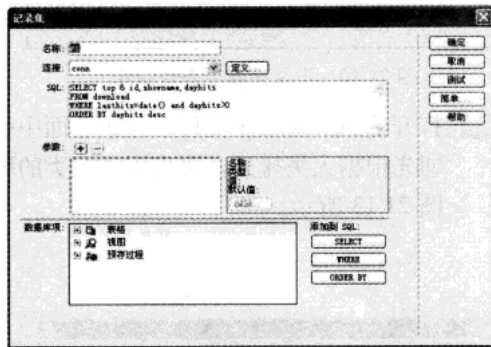 记录集
名称:
确定
连接: conn 定义...
取消
SQL: SELECT top 6 id,showname,dayhits
测试
FROM download
WHERE lasthits=date() and dayhits>0
简单...
ORDER BY dayhits desc
帮助
参数: + -
名称
类型:
值:
默认值:
数据库项:
添加到 SQL:
表格
SELECT
视图
WHERE
预存过程
ORDER BY